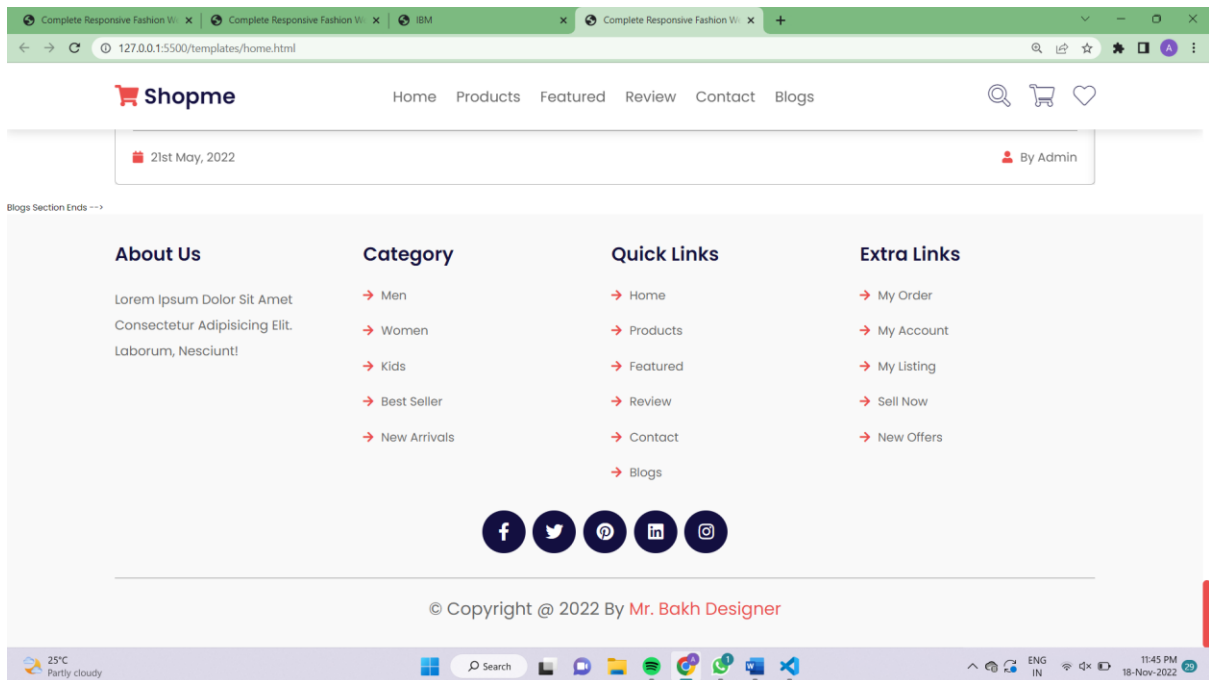 Complete Responsive Fashion W
Complete Responsive Fashion W
IBM
Complete Responsive Fashion W
127.0.0.1:5500/templates/home.html
A
Shopme
Home Products Featured Review Contact Blogs
21st May, 2022
By Admin
Blogs Section Ends -->
About Us
Lorem Ipsum Dolor Sit Amet
Consectetur Adipisicing Elit.
Laborum, Nesciunt!
Category
Men
Women
Kids
Best Seller
New Arrivals
Quick Links
Home
Products
Featured
Review
Contact
Blogs
Extra Links
My Order
My Account
My Listing
Sell Now
New Offers
© Copyright @ 2022 By Mr. Bakh Designer
25°C
Partly cloudy
Search
ENG
IN
11:45 PM
18-Nov-2022
29